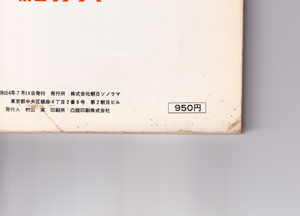 昭和54年7月14日発行　発行所　株式会社朝日ソノラマ
東京都中央区銀座4丁目2番6号　第2朝日ビル
発行人　村山　実　印刷所　凸版印刷株式会社
950円